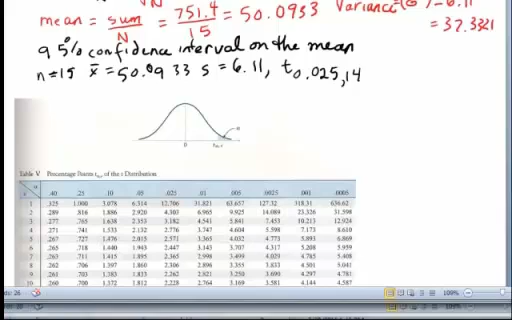 √N
mean = sum/N = 751.4/15 = 50.0933 Variance = (6.11
= 37.3321
95% confidence interval on the mean
n=15 x̄ = 50.0933 s = 6.11, t0.025,14
α
0
Table V Percentage Points of the t Distribution
α
.40 .25 .10 .05 .025 .01 .005 .0025 .001 .0005
1 .325 1.000 3.078 6.314 12.706 31.821 63.657 127.32 318.31 636.62
2 .289 .816 1.886 2.920 4.303 6.965 9.925 14.089 23.326 31.598
3 .277 .765 1.638 2.353 3.182 4.541 5.841 7.453 10.213 12.924
4 .271 .741 1.533 2.132 2.776 3.747 4.604 5.598 7.173 8.610
5 .267 .727 1.476 2.015 2.571 3.365 4.032 4.773 5.893 6.869
6 .265 .718 1.440 1.943 2.447 3.143 3.707 4.317 5.208 5.959
7 .263 .711 1.415 1.895 2.365 2.998 3.499 4.029 4.785 5.408
8 .262 .706 1.397 1.860 2.306 2.896 3.355 3.833 4.501 5.041
9 .261 .703 1.383 1.833 2.262 2.821 3.250 3.690 4.297 4.781
10 .260 .700 1.372 1.812 2.228 2.764 3.169 3.581 4.144 4.587
26
100%
100%